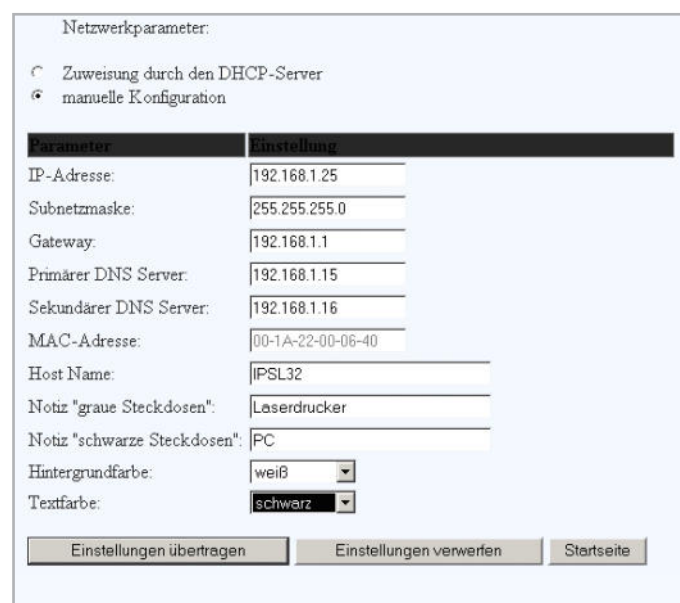 Netzwerkparameter:
Zuweisung durch den DHCP-Server
manuelle Konfiguration
Parameter Einstellung
IP-Adresse: 192.168.1.25
Subnetzmaske: 255.255.255.0
Gateway: 192.168.1.1
Primärer DNS Server: 192.168.1.15
Sekundärer DNS Server: 192.168.1.16
MAC-Adresse: 00-1A-22-00-06-40
Host Name: IPSL32
Notiz "graue Steckdosen": Laserdrucker
Notiz "schwarze Steckdosen": PC
Hintergrundfarbe: weiß
Textfarbe: schwarz
Einstellungen übertragen Einstellungen verwerfen Startseite